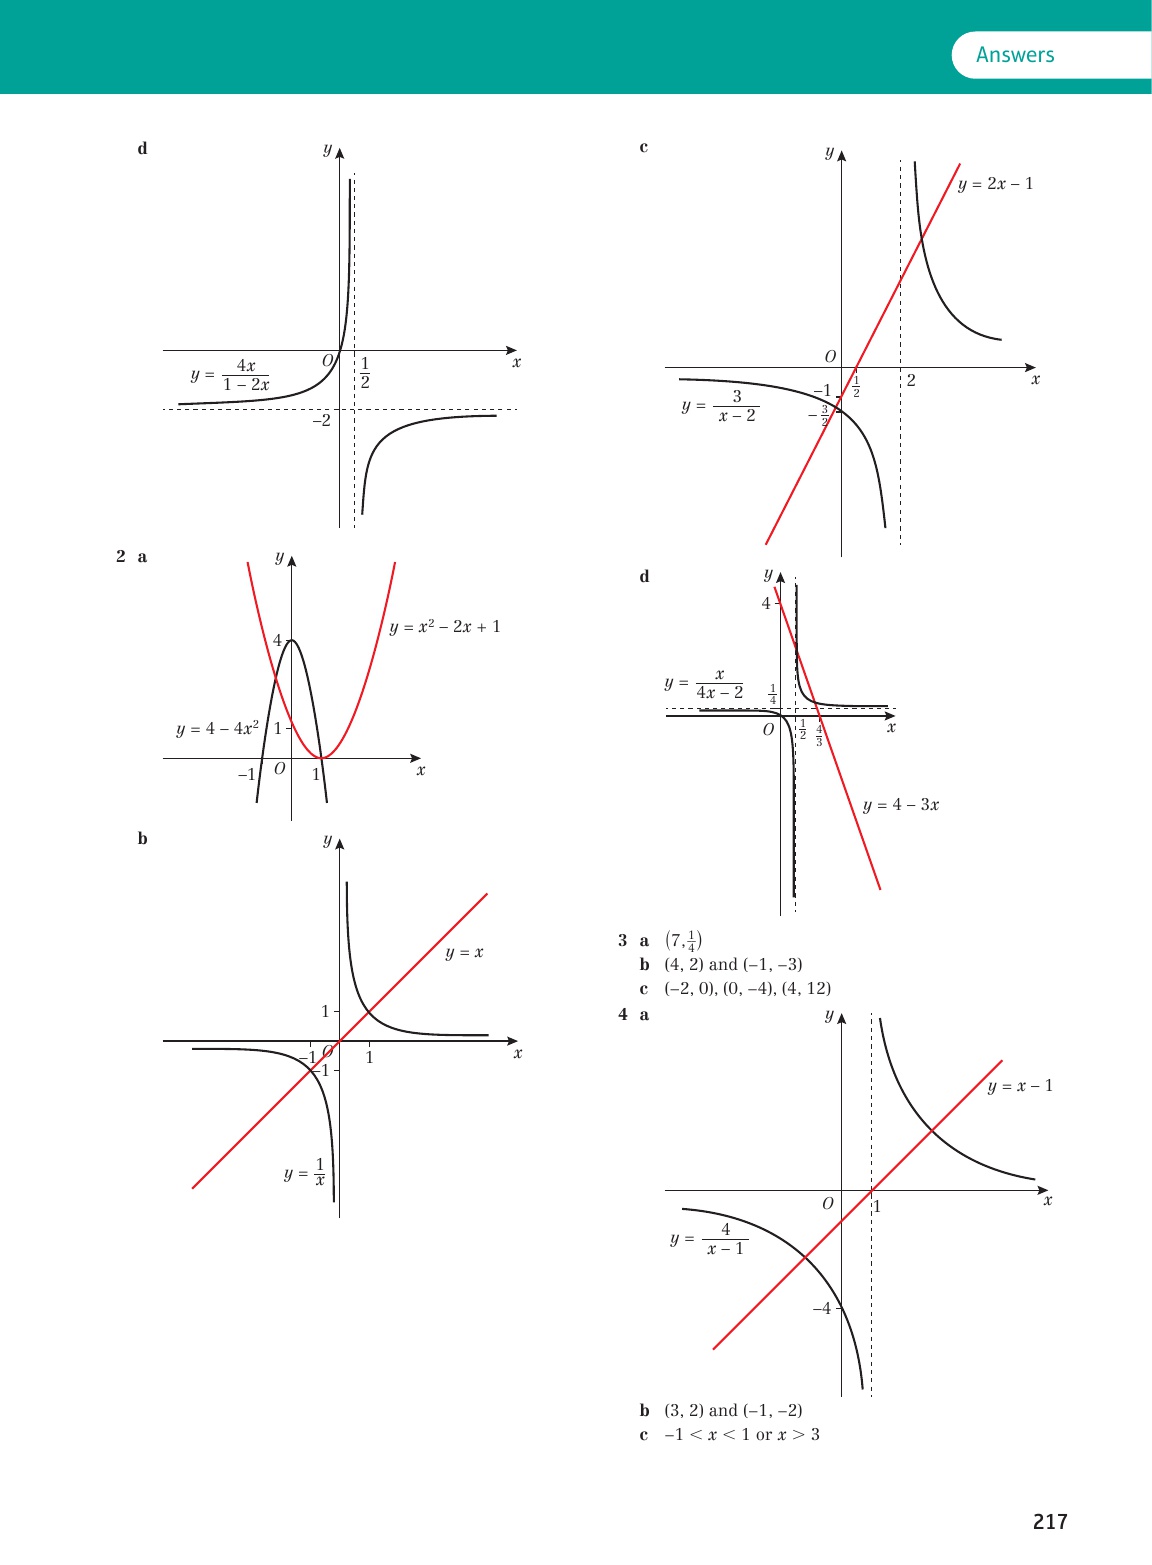 Answers
d
y
O
x
y = 4x / 1 – 2x
1/2
–2
2 a
y
4
y = x² – 2x + 1
y = 4 – 4x²
1
–1
O
1
x
b
y
y = x
1
–1
O
1
x
–1
y = 1/x
c
y
y = 2x – 1
O
–1
1/2
2
x
y = 3 / x – 2
–3/2
d
y
4
y = x / 4x – 2
1/4
O
1/2
4/3
x
y = 4 – 3x
3 a (7, 1/4)
b (4, 2) and (–1, –3)
c (–2, 0), (0, –4), (4, 12)
4 a
y
y = x – 1
O
1
x
y = 4 / x – 1
–4
b (3, 2) and (–1, –2)
c –1 < x < 1 or x > 3
217